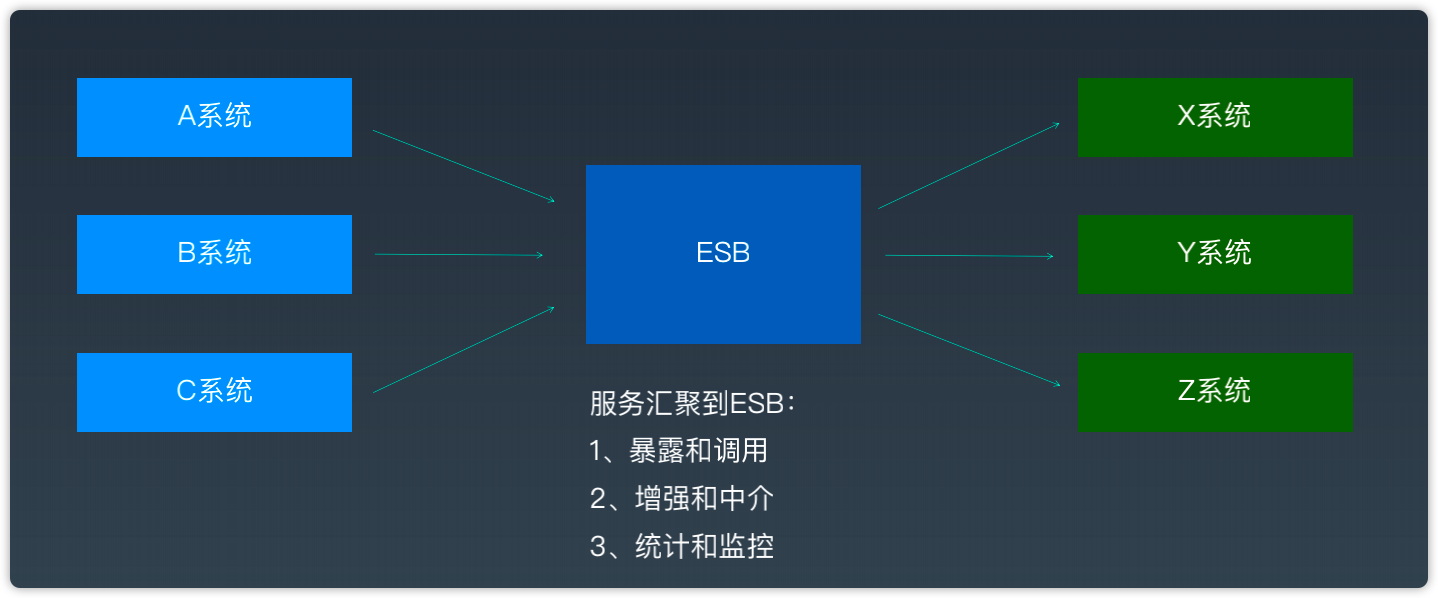 A系统
X系统
B系统
ESB
Y系统
C系统
Z系统
服务汇聚到ESB：
1、暴露和调用
2、增强和中介
3、统计和监控